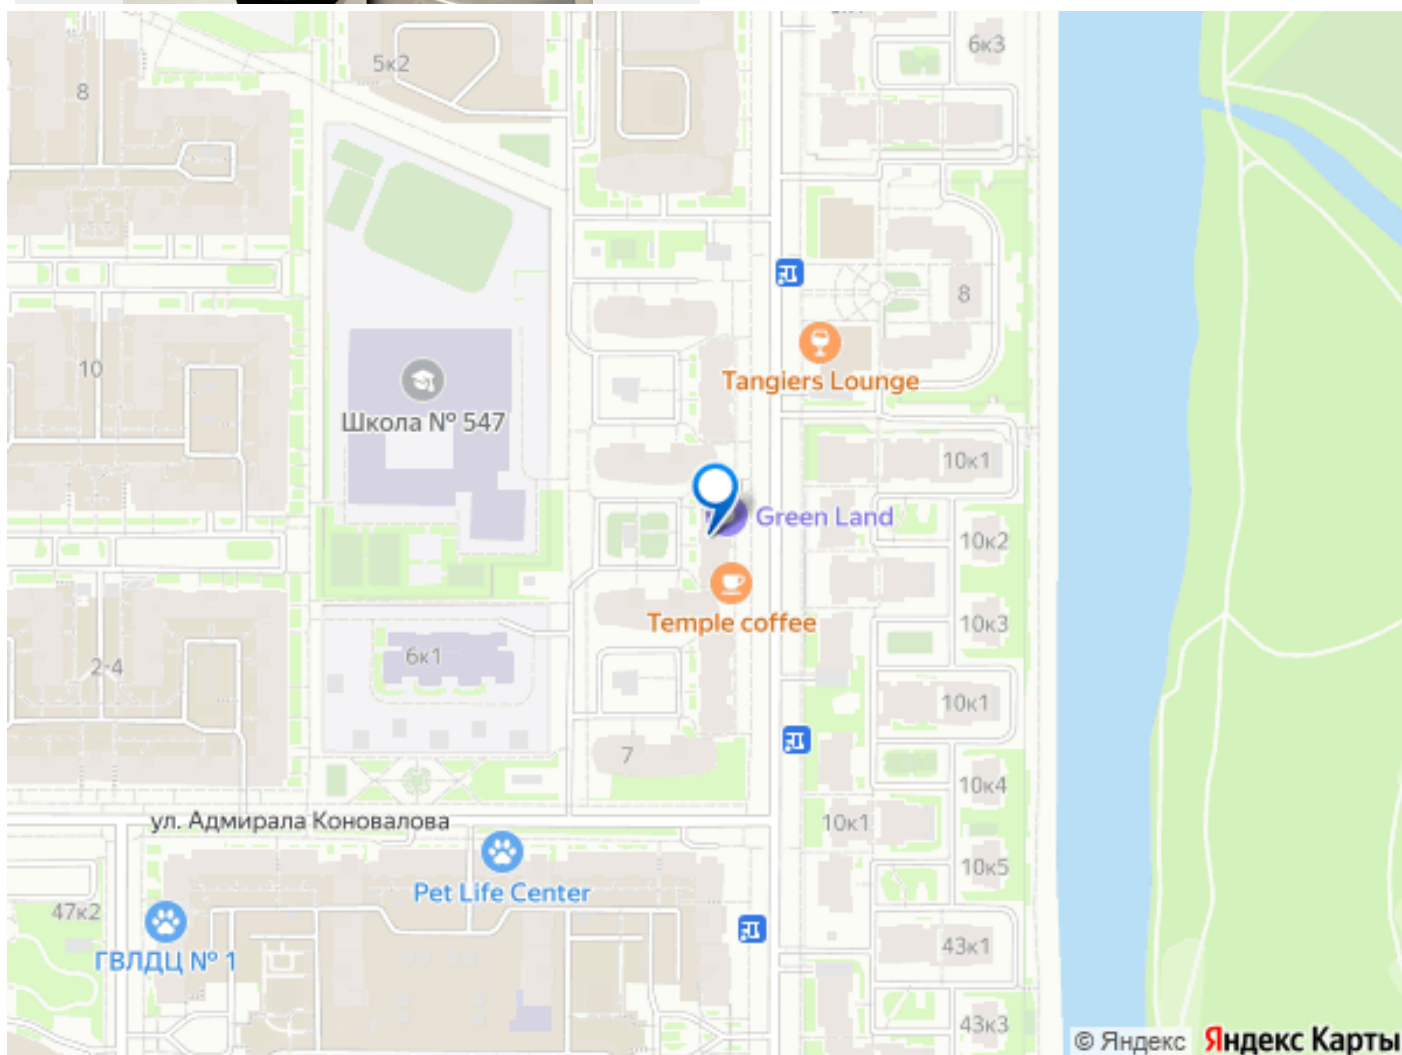 6к3
5к2
8
8
10
Tangiers Lounge
Школа № 547
10к1
Green Land
10к2
Temple coffee
10к3
6к1
2-4
10к1
7
10к4
ул. Адмирала Коновалова
10к1
10к5
Pet Life Center
47к2
43к1
ГВЛДЦ № 1
43к3
© Яндекс Яндекс Карты